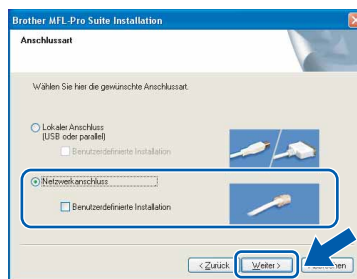 Brother MFL-Pro Suite Installation
Anschlussart
Wählen Sie hier die gewünschte Anschlussart.
Lokaler Anschluss
(USB oder parallel)
Benutzerdefinierte Installation
Netzwerkanschluss
Benutzerdefinierte Installation
< Zurück
Weiter >